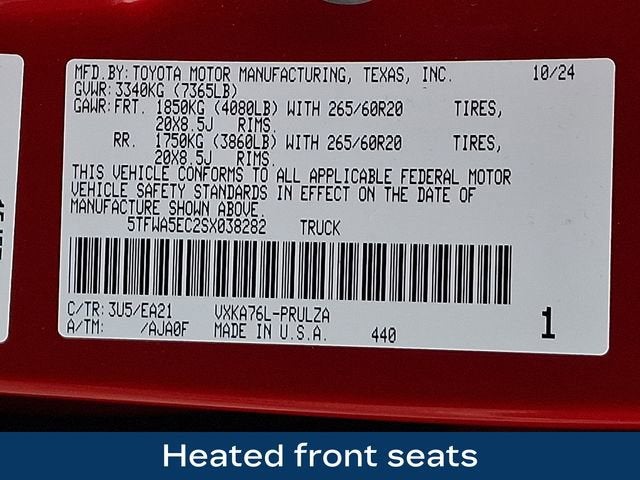 MFD.BY:TOYOTA MOTOR MANUFACTURING, TEXAS, INC. 10/24
GVWR:3340KG (7365LB)
GAWR:FRT. 1850KG (4080LB) WITH 265/60R20 TIRES,
20X8.5J RIMS.
RR. 1750KG (3860LB) WITH 265/60R20 TIRES,
20X8.5J RIMS.
THIS VEHICLE CONFORMS TO ALL APPLICABLE FEDERAL MOTOR
VEHICLE SAFETY STANDARDS IN EFFECT ON THE DATE OF
MANUFACTURE SHOWN ABOVE.
5TFWA5EC2SX038282 TRUCK
C/TR:3U5/EA21 VXKA76L-PRULZA
A/TM: /AJA0F MADE IN U.S.A. 440 1
Heated front seats